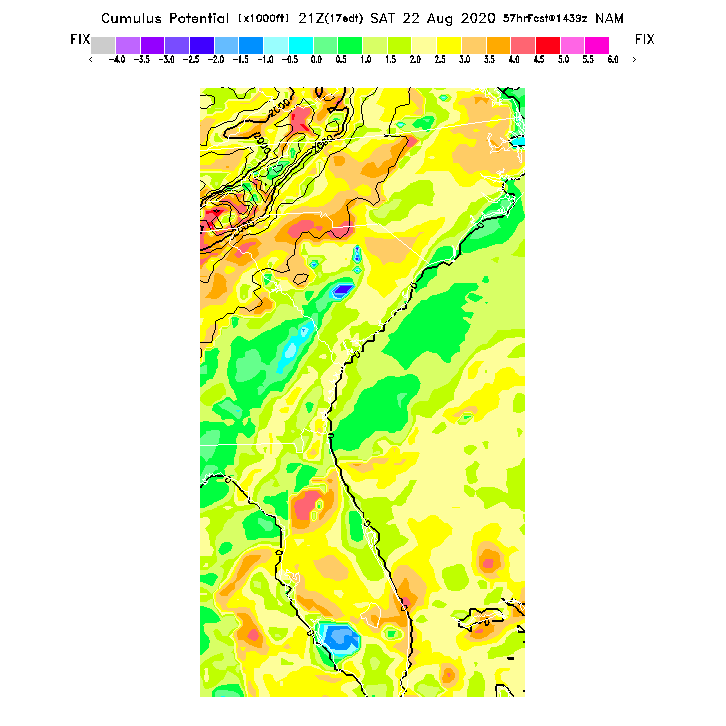 Cumulus Potential [x1000ft] 21Z(17edt) SAT 22 Aug 2020 57hrFcst@1439z NAM
FIX FIX
< -4.0 -3.5 -3.0 -2.5 -2.0 -1.5 -1.0 -0.5 0.0 0.5 1.0 1.5 2.0 2.5 3.0 3.5 4.0 4.5 5.0 5.5 6.0 >
2000
2000